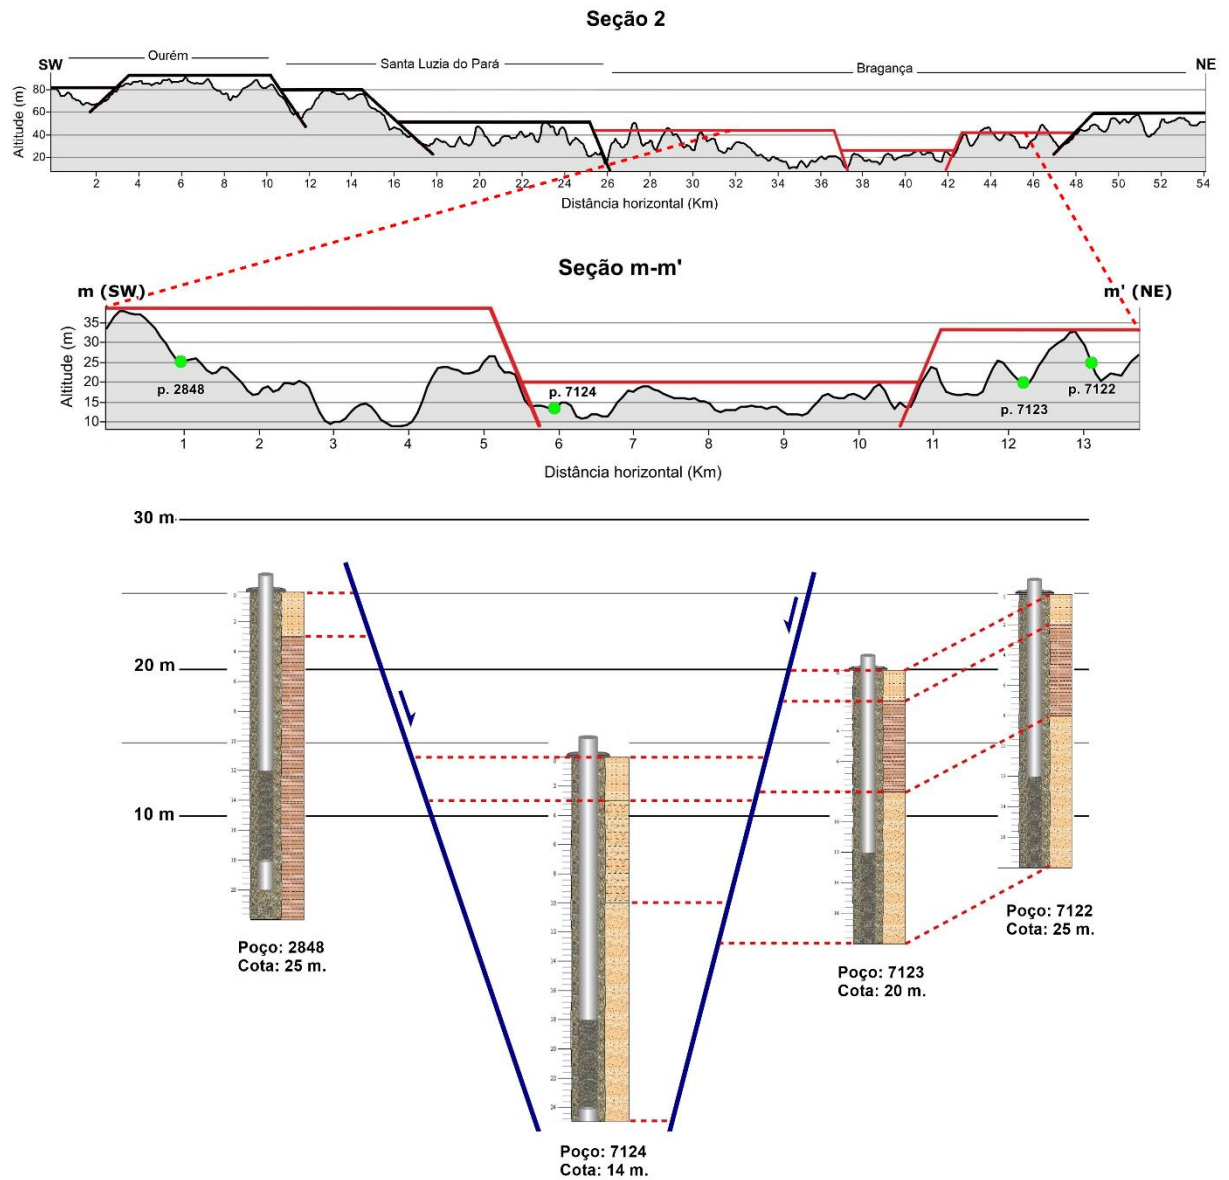 Seção 2
SW
Ourém
Santa Luzia do Pará
Bragança
NE
Altitude (m)
80
60
40
20
2 4 6 8 10 12 14 16 18 20 22 24 26 28 30 32 34 36 38 40 42 44 46 48 50 52 54
Distância horizontal (Km)
Seção m-m'
m (SW)
m' (NE)
Altitude (m)
35
30
25
20
15
10
p. 2848
p. 7124
p. 7123
p. 7122
1 2 3 4 5 6 7 8 9 10 11 12 13
Distância horizontal (Km)
30 m
20 m
10 m
Poço: 2848
Cota: 25 m.
Poço: 7124
Cota: 14 m.
Poço: 7123
Cota: 20 m.
Poço: 7122
Cota: 25 m.